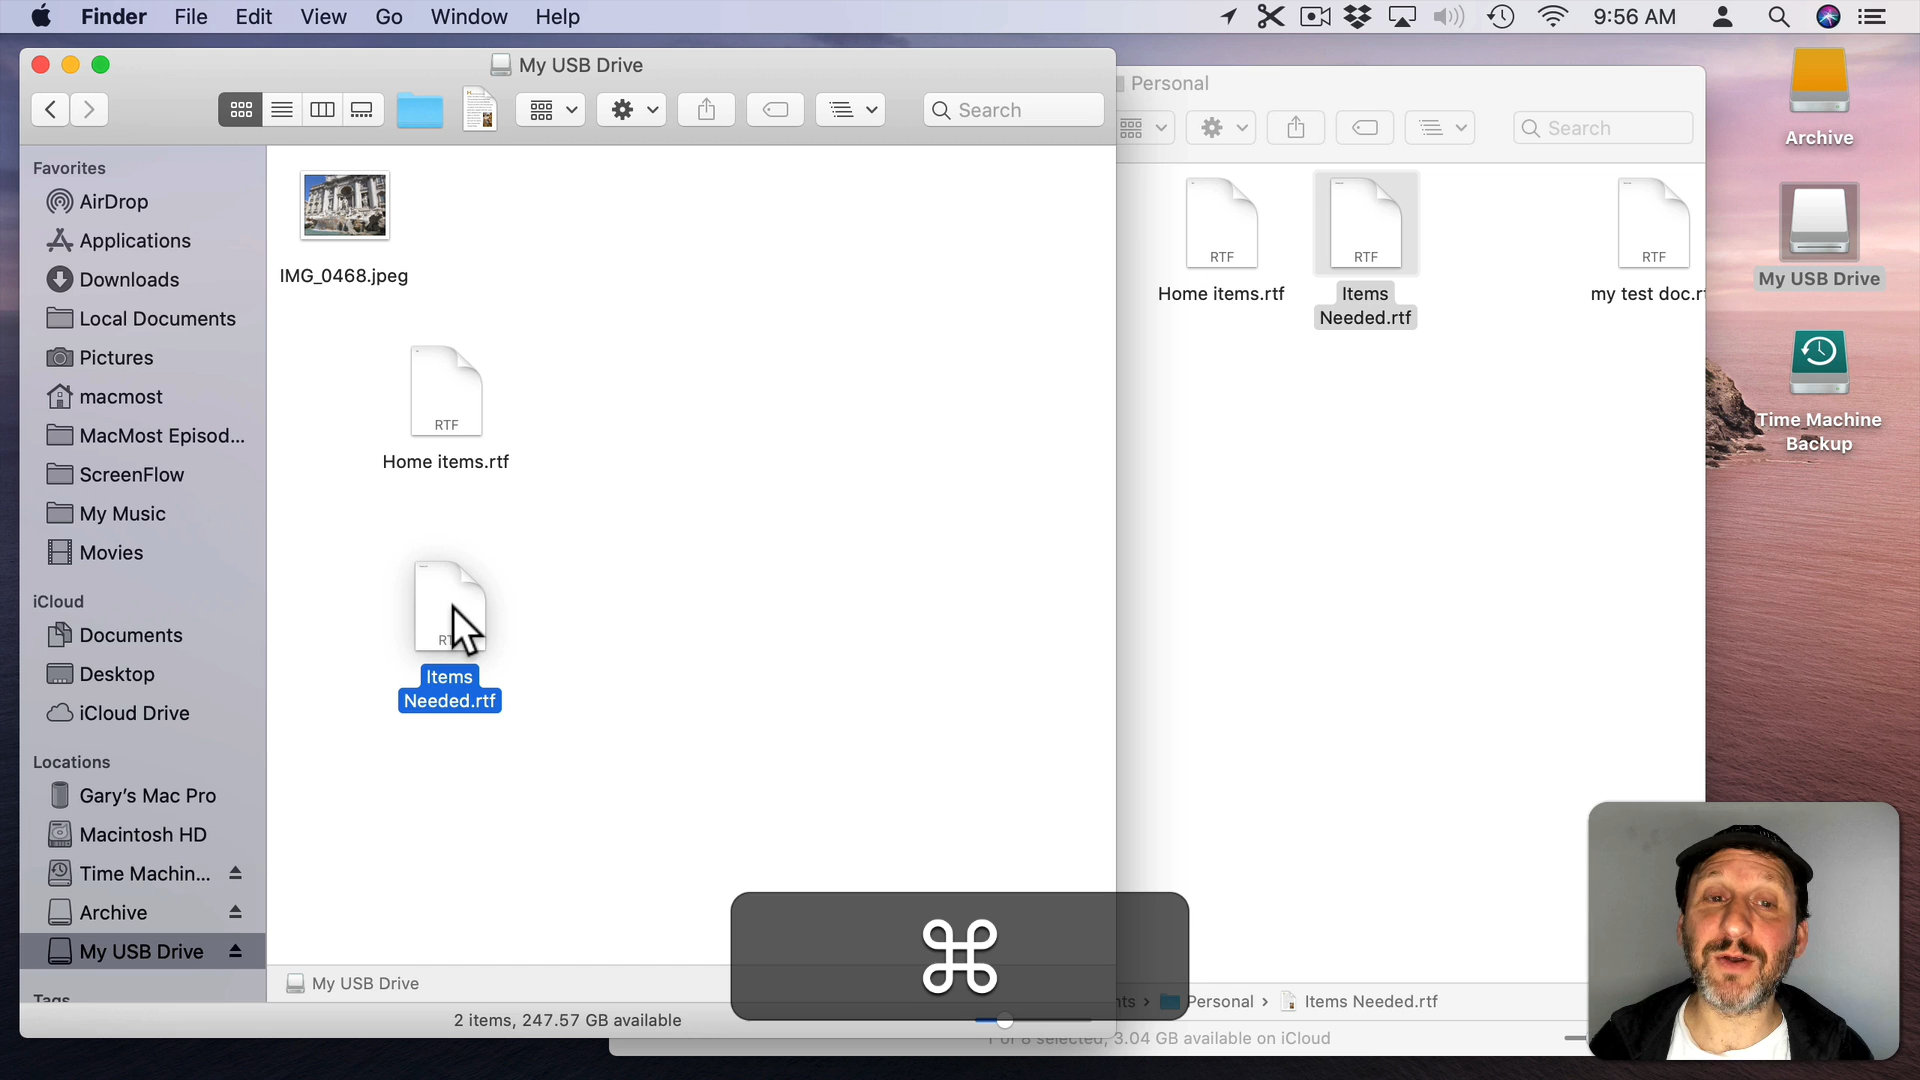 Finder File Edit View Go Window Help 9:56 AM
My USB Drive
Search
Personal
Search
Favorites
AirDrop
Applications
Downloads
Local Documents
Pictures
macmost
MacMost Episod...
ScreenFlow
My Music
Movies
iCloud
Documents
Desktop
iCloud Drive
Locations
Gary's Mac Pro
Macintosh HD
Time Machin...
Archive
My USB Drive
Tags
IMG_0468.jpeg
RTF
Home items.rtf
Items
Needed.rtf
My USB Drive
2 items, 247.57 GB available
RTF
Home items.rtf
RTF
Items
Needed.rtf
RTF
my test doc.r
Personal › Items Needed.rtf
1 of 8 selected, 3.04 GB available on iCloud
Archive
My USB Drive
Time Machine
Backup